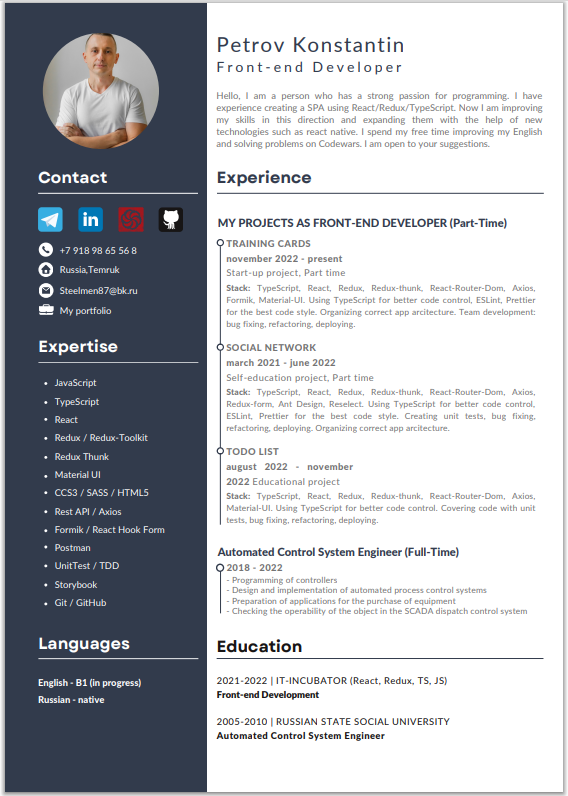 Petrov Konstantin
Front-end Developer
Hello, I am a person who has a strong passion for programming. I have
experience creating a SPA using React/Redux/TypeScript. Now I am improving
my skills in this direction and expanding them with the help of new
technologies such as react native. I spend my free time improving my English
and solving problems on Codewars. I am open to your suggestions.
Contact
in
+7 918 98 65 56 8
Russia,Temruk
Steelmen87@bk.ru
My portfolio
Expertise
• JavaScript
• TypeScript
• React
• Redux / Redux-Toolkit
• Redux Thunk
• Material UI
• CCS3 / SASS / HTML5
• Rest API / Axios
• Formik / React Hook Form
• Postman
• UnitTest / TDD
• Storybook
• Git / GitHub
Languages
English - B1 (in progress)
Russian - native
Experience
MY PROJECTS AS FRONT-END DEVELOPER (Part-Time)
TRAINING CARDS
november 2022 - present
Start-up project, Part time
Stack: TypeScript, React, Redux, Redux-thunk, React-Router-Dom, Axios,
Formik, Material-UI. Using TypeScript for better code control, ESLint, Prettier
for the best code style. Organizing correct app arcitecture. Team development:
bug fixing, refactoring, deploying.
SOCIAL NETWORK
march 2021 - june 2022
Self-education project, Part time
Stack: TypeScript, React, Redux, Redux-thunk, React-Router-Dom, Axios,
Redux-form, Ant Design, Reselect. Using TypeScript for better code control,
ESLint, Prettier for the best code style. Creating unit tests, bug fixing,
refactoring, deploying. Organizing correct app arcitecture.
TODO LIST
august 2022 - november
2022 Educational project
Stack: TypeScript, React, Redux, Redux-thunk, React-Router-Dom, Axios,
Material-UI. Using TypeScript for better code control. Covering code with unit
tests, bug fixing, refactoring, deploying.
Automated Control System Engineer (Full-Time)
2018 - 2022
- Programming of controllers
- Design and implementation of automated process control systems
- Preparation of applications for the purchase of equipment
- Checking the operability of the object in the SCADA dispatch control system
Education
2021-2022 | IT-INCUBATOR (React, Redux, TS, JS)
Front-end Development
2005-2010 | RUSSIAN STATE SOCIAL UNIVERSITY
Automated Control System Engineer